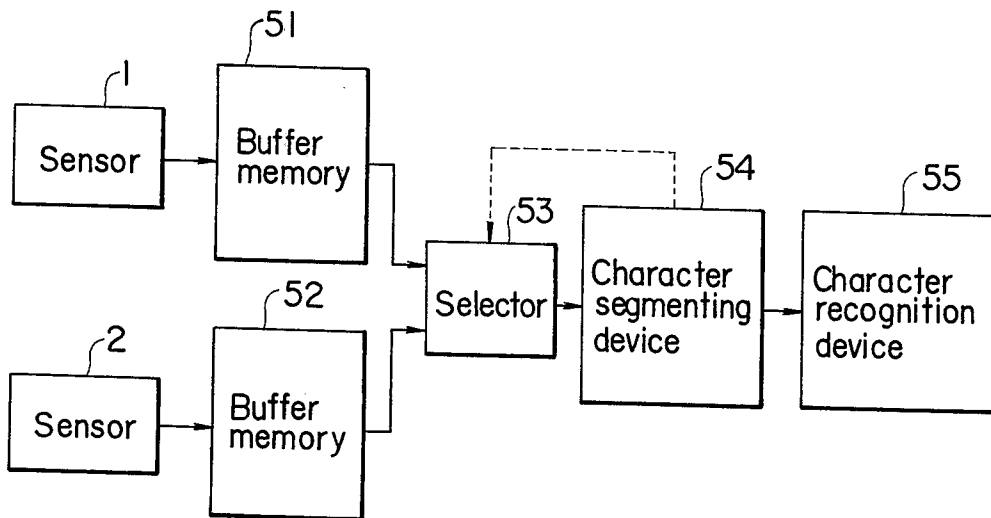 51
1
Sensor
Buffer
memory
54
55
53
Selector
Character
segmenting
device
Character
recognition
device
52
2
Sensor
Buffer
memory